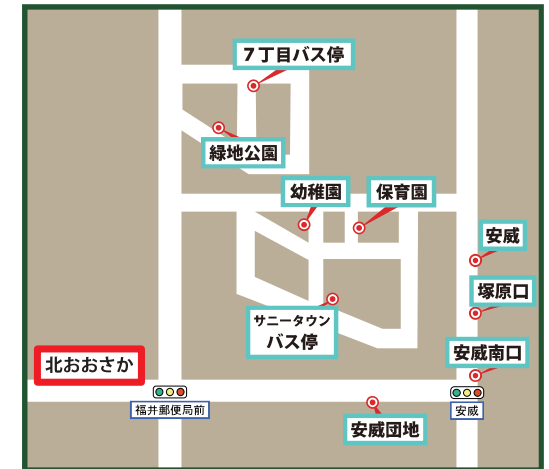 7丁目バス停
緑地公園
幼稚園
保育園
安威
塚原口
サニータウン
バス停
安威南口
北おおさか
福井郵便局前
安威
安威団地